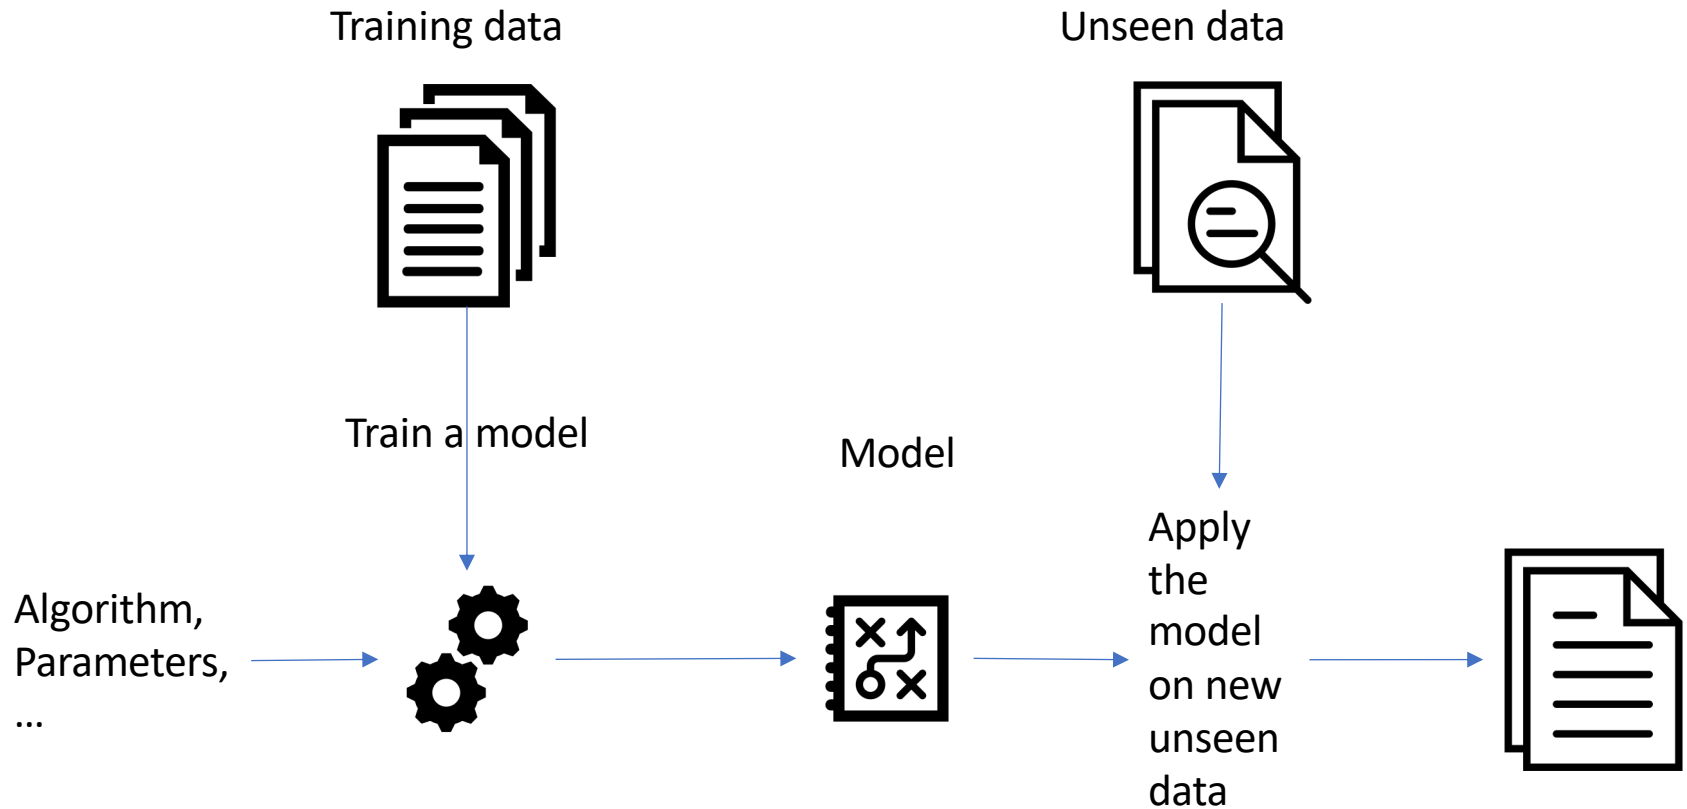 Training data
Unseen data
Train a model
Model
Algorithm,
Parameters,
...
Apply
the
model
on new
unseen
data